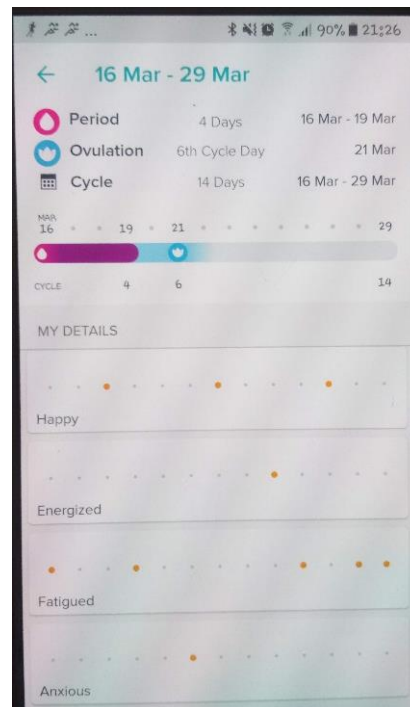 ... 90% 21:26
← 16 Mar - 29 Mar
Period 4 Days 16 Mar - 19 Mar
Ovulation 6th Cycle Day 21 Mar
Cycle 14 Days 16 Mar - 29 Mar
MAR
16 19 21 29
CYCLE 4 6 14
MY DETAILS
Happy
Energized
Fatigued
Anxious